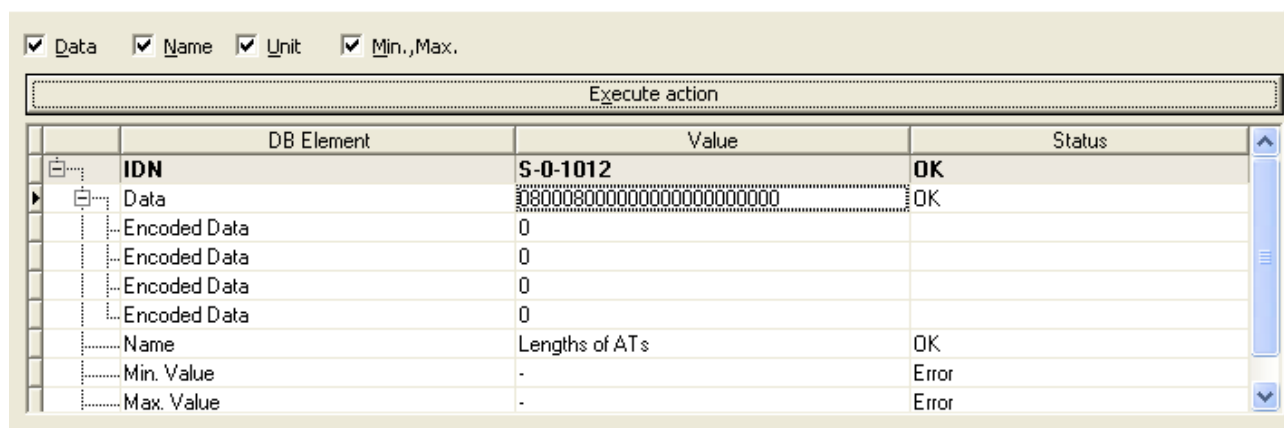 Data Name Unit Min.,Max.
Execute action
DB Element Value Status
IDN S-0-1012 OK
Data 080008000000000000000000 OK
Encoded Data 0
Encoded Data 0
Encoded Data 0
Encoded Data 0
Name Lengths of ATs OK
Min. Value - Error
Max. Value - Error